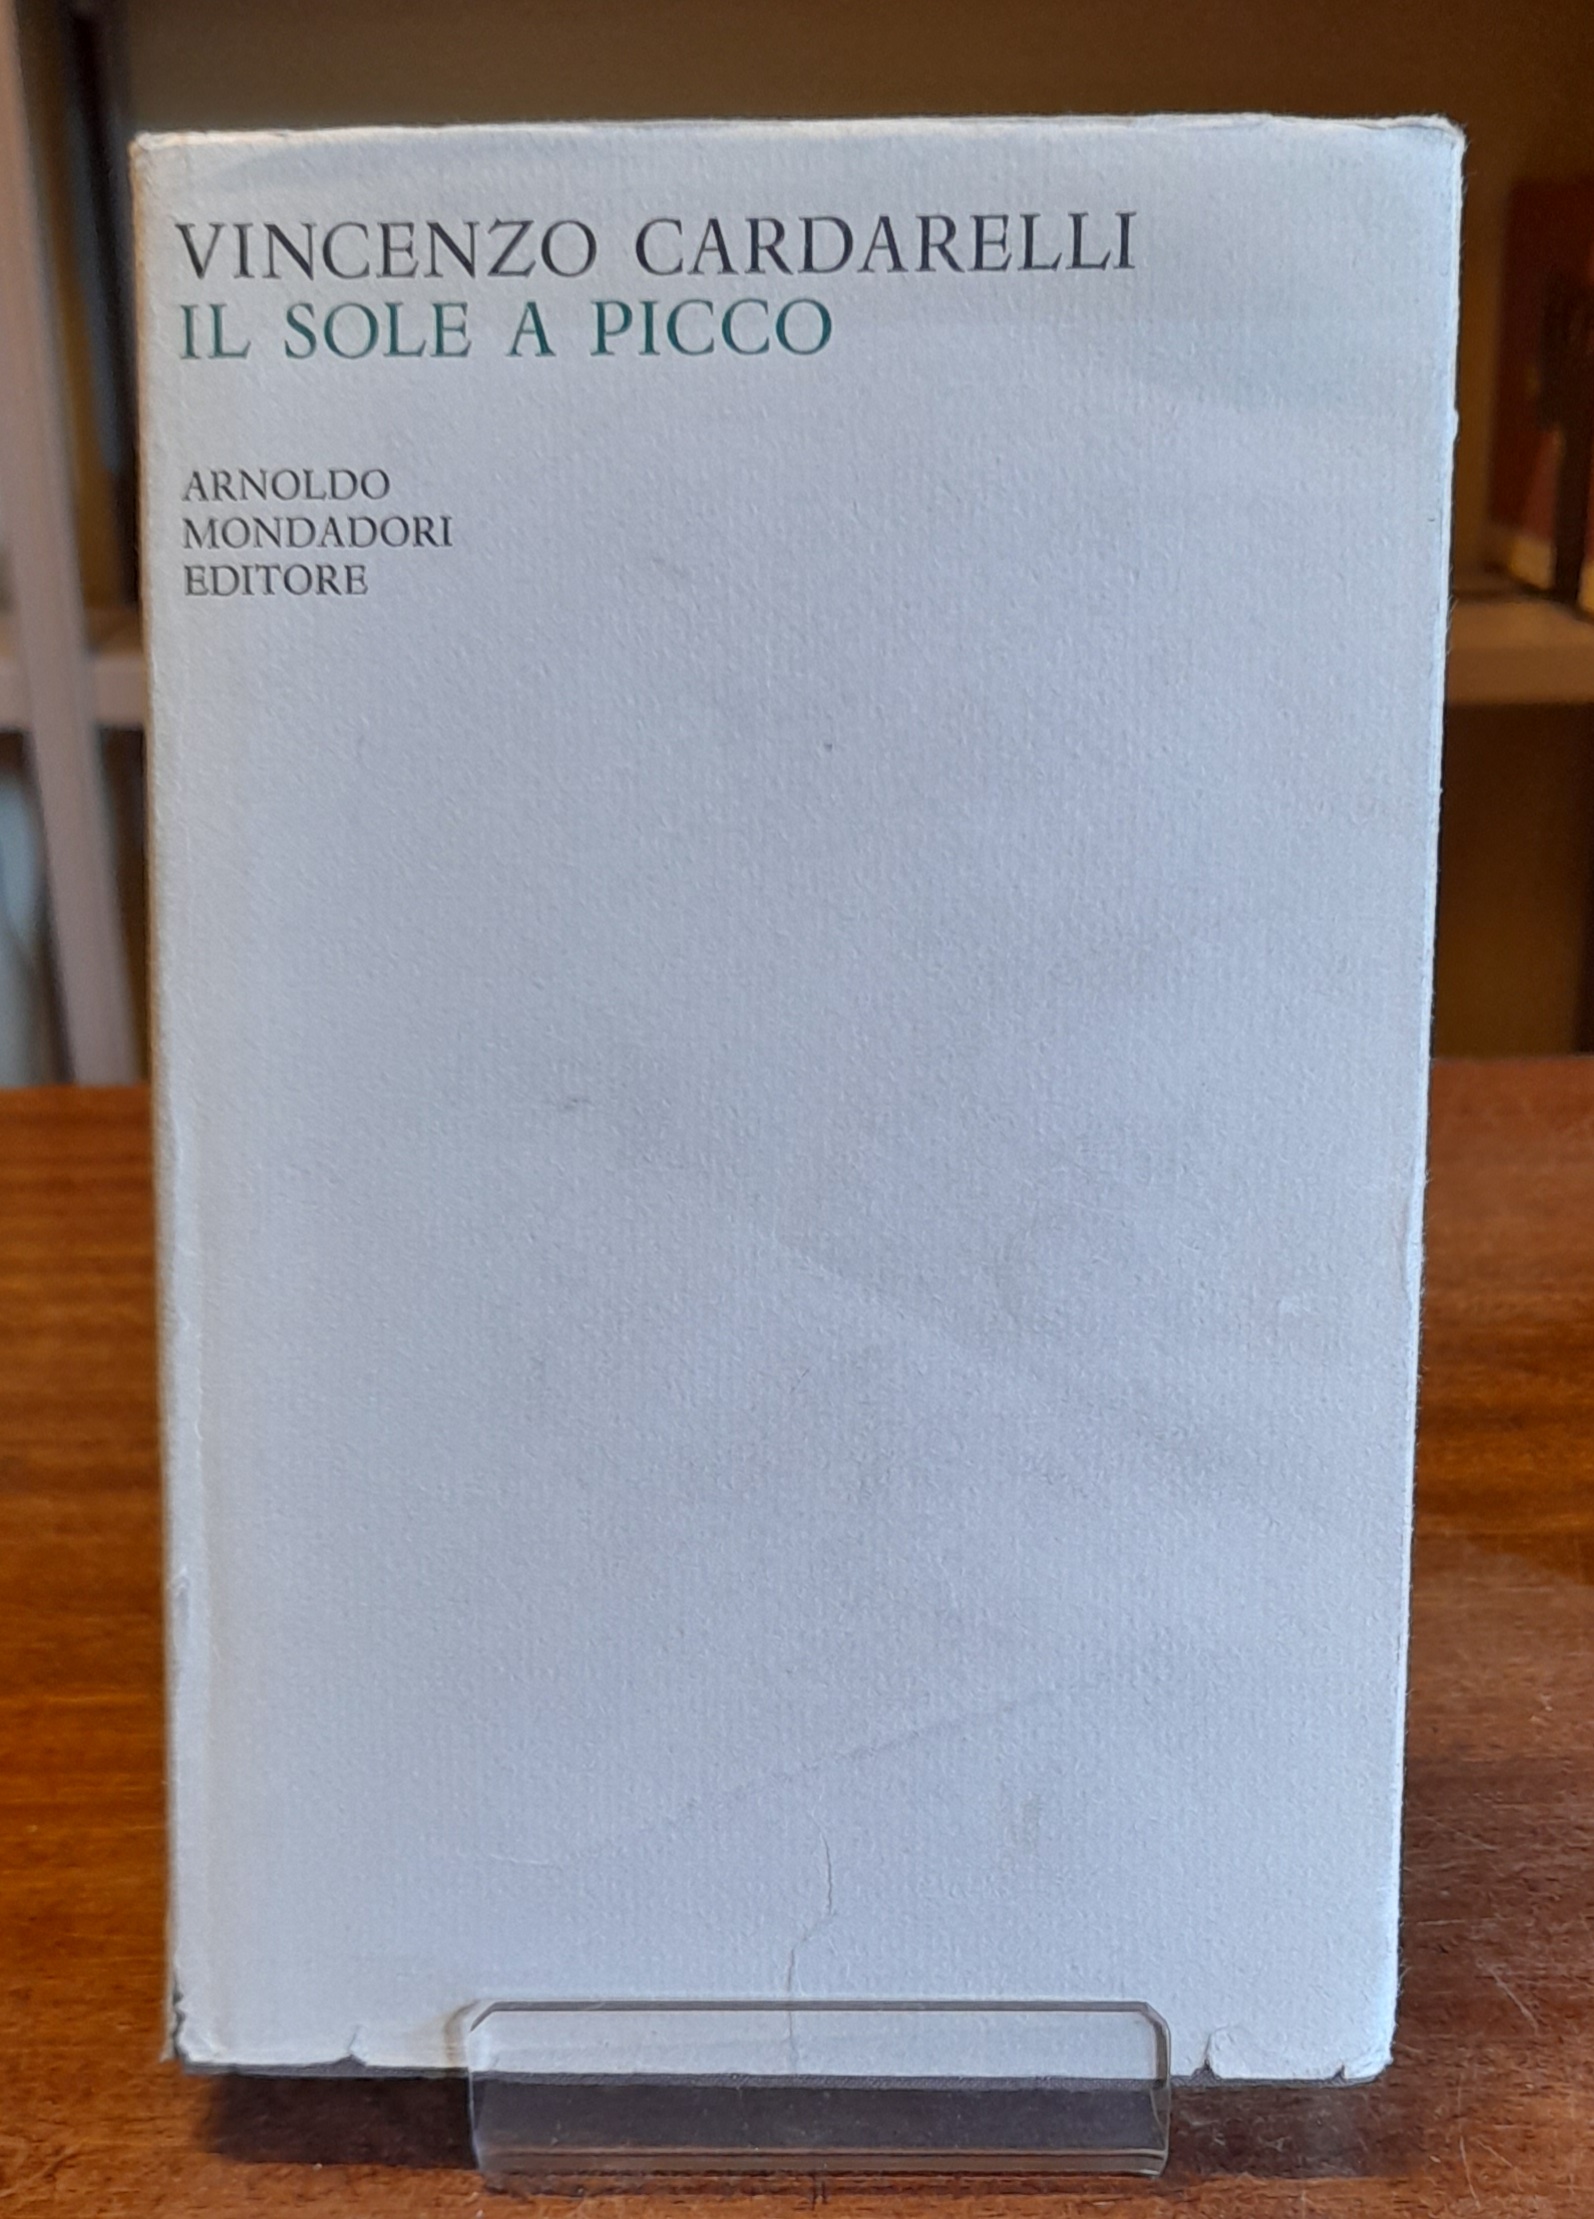 VINCENZO CARDARELLI
IL SOLE A PICCO
ARNOLDO
MONDADORI
EDITORE